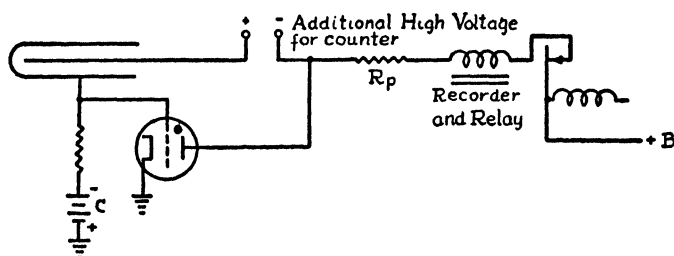 + - Additional High Voltage
for counter
Rp
Recorder
and Relay
+ B
- C
+